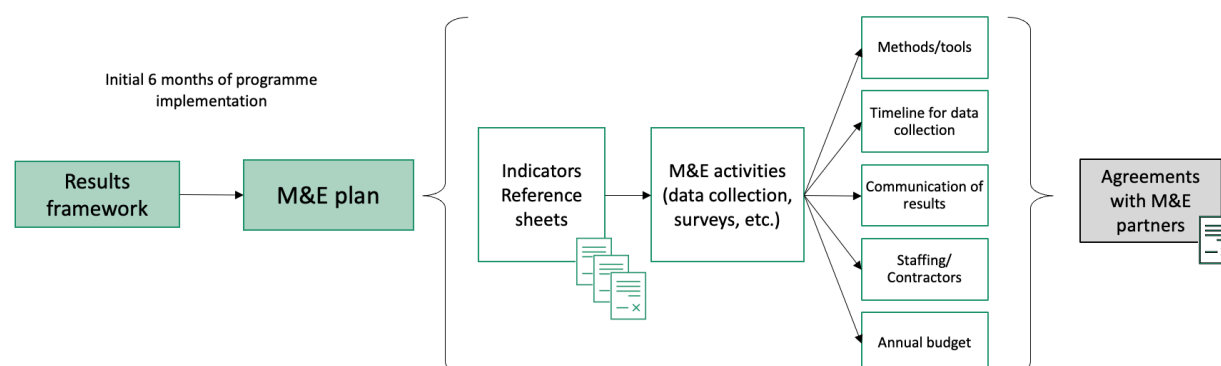 Initial 6 months of programme
implementation
Results
framework
M&E plan
Indicators
Reference
sheets
M&E activities
(data collection,
surveys, etc.)
Methods/tools
Timeline for data
collection
Communication of
results
Staffing/
Contractors
Annual budget
Agreements
with M&E
partners